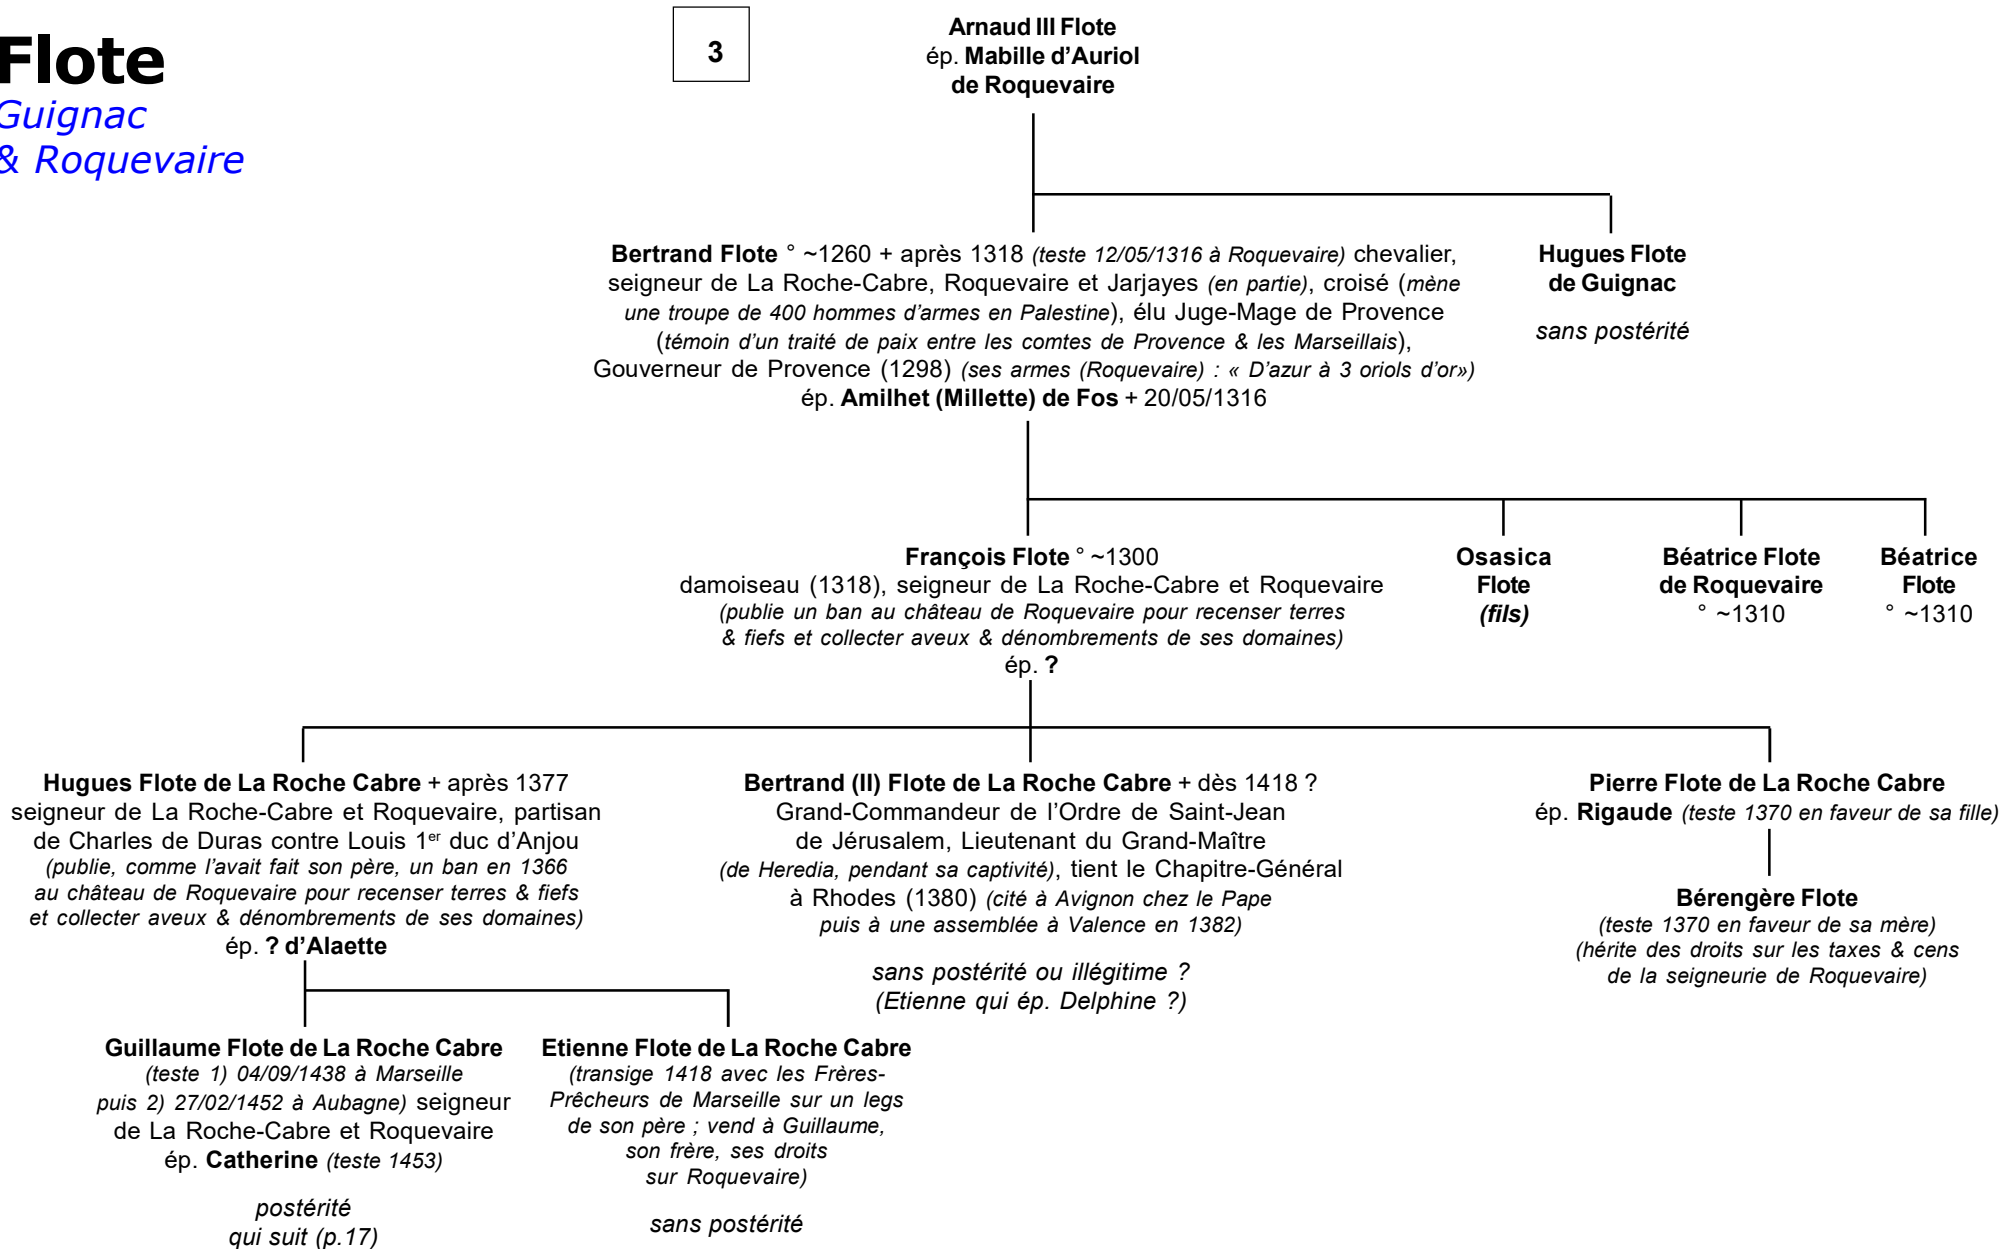 Flote
Guignac
& Roquevaire
3
Arnaud III Flote
ép. Mabille d’Auriol
de Roquevaire
Bertrand Flote ° ~1260 + après 1318 (teste 12/05/1316 à Roquevaire) chevalier,
seigneur de La Roche-Cabre, Roquevaire et Jarjayes (en partie), croisé (mène
une troupe de 400 hommes d’armes en Palestine), élu Juge-Mage de Provence
(témoin d’un traité de paix entre les comtes de Provence & les Marseillais),
Gouverneur de Provence (1298) (ses armes (Roquevaire) : « D'azur à 3 oriols d'or»)
ép. Amilhet (Millette) de Fos + 20/05/1316
Hugues Flote
de Guignac
sans postérité
François Flote ° ~1300
damoiseau (1318), seigneur de La Roche-Cabre et Roquevaire
(publie un ban au château de Roquevaire pour recenser terres
& fiefs et collecter aveux & dénombrements de ses domaines)
ép. ?
Osasica
Flote
(fils)
Béatrice Flote
de Roquevaire
° ~1310
Béatrice
Flote
° ~1310
Hugues Flote de La Roche Cabre + après 1377
seigneur de La Roche-Cabre et Roquevaire, partisan
de Charles de Duras contre Louis 1er duc d’Anjou
(publie, comme l’avait fait son père, un ban en 1366
au château de Roquevaire pour recenser terres & fiefs
et collecter aveux & dénombrements de ses domaines)
ép. ? d’Alaette
Bertrand (II) Flote de La Roche Cabre + dès 1418 ?
Grand-Commandeur de l’Ordre de Saint-Jean
de Jérusalem, Lieutenant du Grand-Maître
(de Heredia, pendant sa captivité), tient le Chapitre-Général
à Rhodes (1380) (cité à Avignon chez le Pape
puis à une assemblée à Valence en 1382)
sans postérité ou illégitime ?
(Etienne qui ép. Delphine ?)
Pierre Flote de La Roche Cabre
ép. Rigaude (teste 1370 en faveur de sa fille)
Bérengère Flote
(teste 1370 en faveur de sa mère)
(hérite des droits sur les taxes & cens
de la seigneurie de Roquevaire)
Guillaume Flote de La Roche Cabre
(teste 1) 04/09/1438 à Marseille
puis 2) 27/02/1452 à Aubagne) seigneur
de La Roche-Cabre et Roquevaire
ép. Catherine (teste 1453)
postérité
qui suit (p.17)
Etienne Flote de La Roche Cabre
(transige 1418 avec les Frères-
Prêcheurs de Marseille sur un legs
de son père ; vend à Guillaume,
son frère, ses droits
sur Roquevaire)
sans postérité